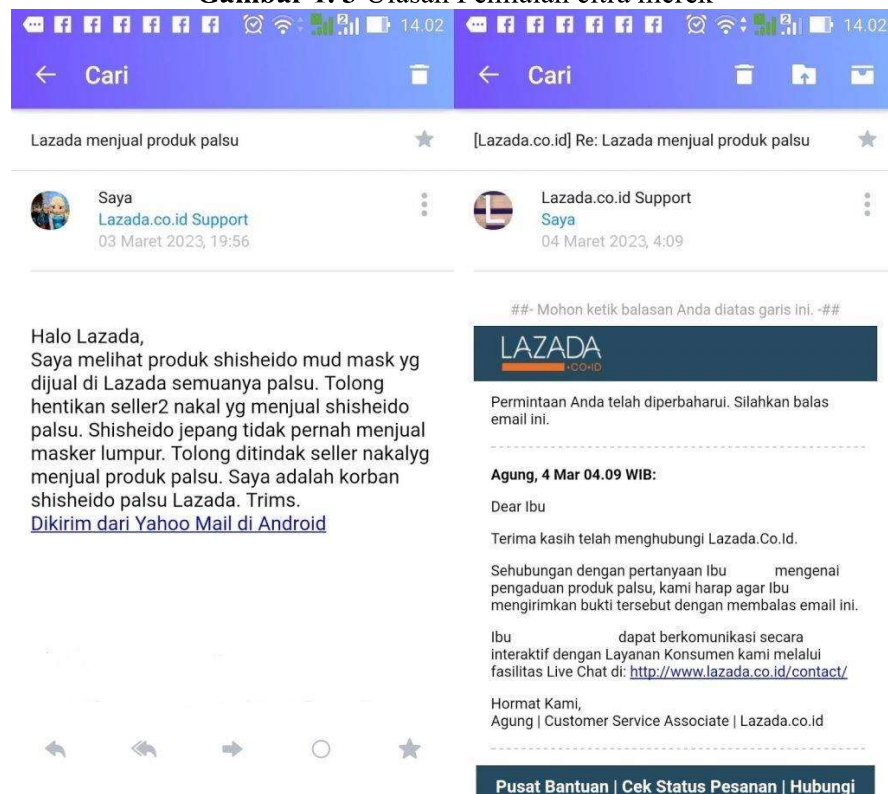 14.02
Cari
Lazada menjual produk palsu
Saya
Lazada.co.id Support
03 Maret 2023, 19:56
Halo Lazada,
Saya melihat produk shisheido mud mask yg
dijual di Lazada semuanya palsu. Tolong
hentikan seller2 nakal yg menjual shisheido
palsu. Shisheido jepang tidak pernah menjual
masker lumpur. Tolong ditindak seller nakalyg
menjual produk palsu. Saya adalah korban
shisheido palsu Lazada. Trims.
Dikirim dari Yahoo Mail di Android
14.02
Cari
[Lazada.co.id] Re: Lazada menjual produk palsu
L
Lazada.co.id Support
Saya
04 Maret 2023, 4:09
##- Mohon ketik balasan Anda diatas garis ini. -##
LAZADA
.CO.ID
Permintaan Anda telah diperbaharui. Silahkan balas
email ini.
Agung, 4 Mar 04.09 WIB:
Dear Ibu
Terima kasih telah menghubungi Lazada.Co.Id.
Sehubungan dengan pertanyaan Ibu mengenai
pengaduan produk palsu, kami harap agar Ibu
mengirimkan bukti tersebut dengan membalas email ini.
Ibu dapat berkomunikasi secara
interaktif dengan Layanan Konsumen kami melalui
fasilitas Live Chat di: http://www.lazada.co.id/contact/
Hormat Kami,
Agung | Customer Service Associate | Lazada.co.id
Pusat Bantuan | Cek Status Pesanan | Hubungi